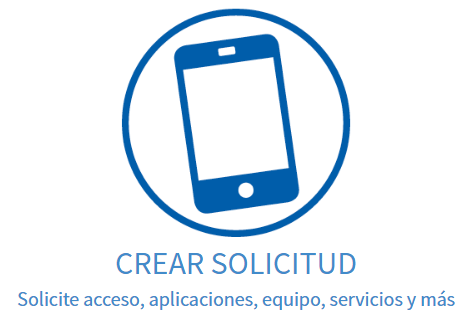 CREAR SOLICITUD
Solicite acceso, aplicaciones, equipo, servicios y más